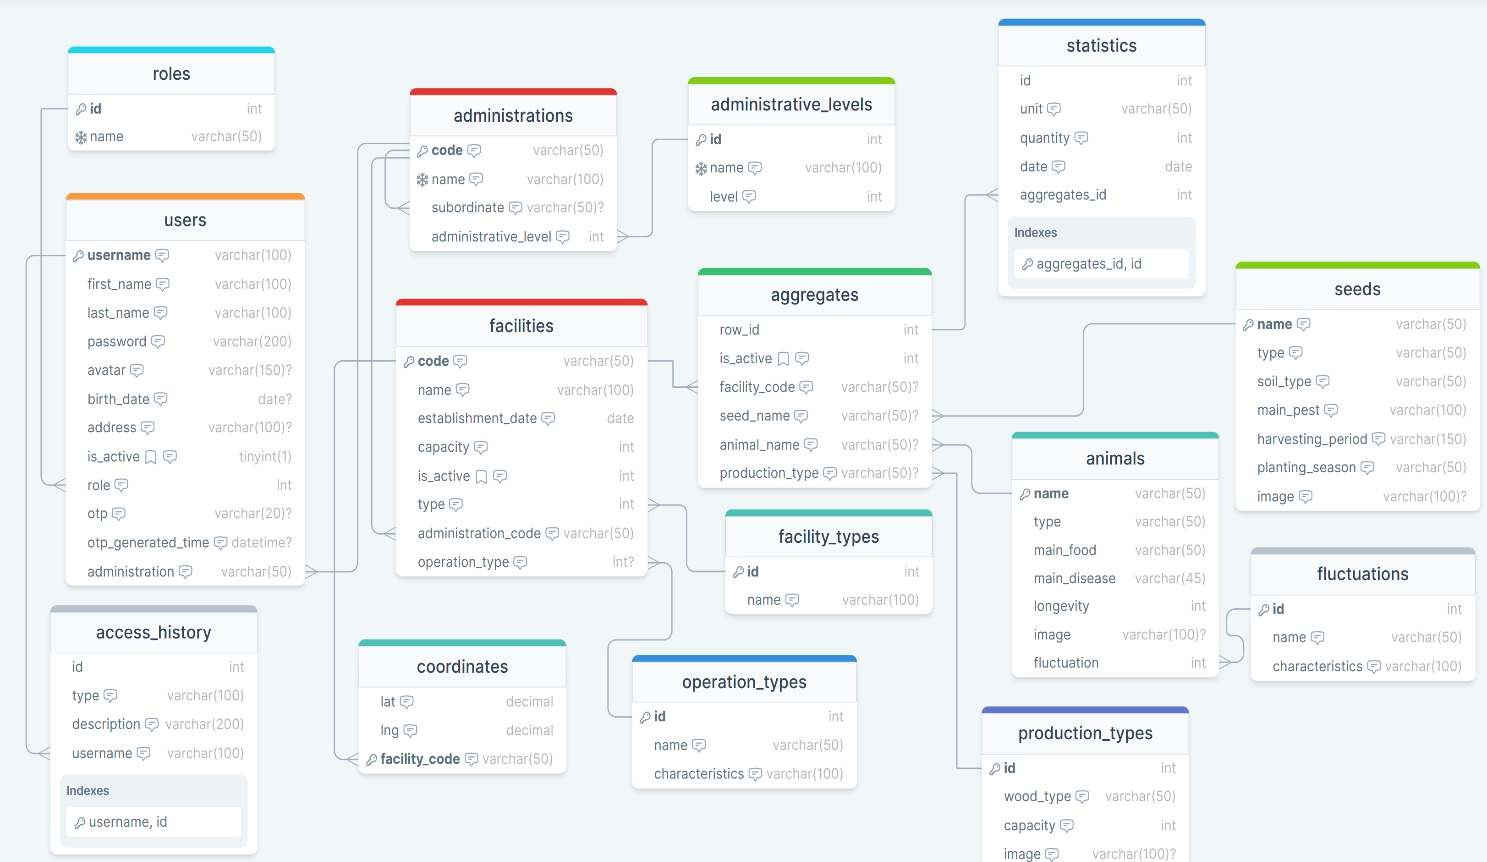 roles
id int
name varchar(50)
users
username varchar(100)
first_name varchar(100)
last_name varchar(100)
password varchar(200)
avatar varchar(150)?
birth_date date?
address varchar(100)?
is_active tinyint(1)
role int
otp varchar(20)?
otp_generated_time datetime?
administration varchar(50)
access_history
id int
type varchar(100)
description varchar(200)
username varchar(100)
Indexes
username, id
administrations
code varchar(50)
name varchar(100)
subordinate varchar(50)?
administrative_level int
facilities
code varchar(50)
name varchar(100)
establishment_date date
capacity int
is_active int
type int
administration_code varchar(50)
operation_type int?
coordinates
lat decimal
lng decimal
facility_code varchar(50)
administrative_levels
id int
name varchar(100)
level int
aggregates
row_id int
is_active int
facility_code varchar(50)?
seed_name varchar(50)?
animal_name varchar(50)?
production_type varchar(50)?
facility_types
id int
name varchar(100)
operation_types
id int
name varchar(50)
characteristics varchar(100)
statistics
id int
unit varchar(50)
quantity int
date date
aggregates_id int
Indexes
aggregates_id, id
animals
name varchar(50)
type varchar(50)
main_food varchar(50)
main_disease varchar(45)
longevity int
image varchar(100)?
fluctuation int
production_types
id int
wood_type varchar(50)
capacity int
image varchar(100)?
seeds
name varchar(50)
type varchar(50)
soil_type varchar(50)
main_pest varchar(100)
harvesting_period varchar(150)
planting_season varchar(50)
image varchar(100)?
fluctuations
id int
name varchar(50)
characteristics varchar(100)